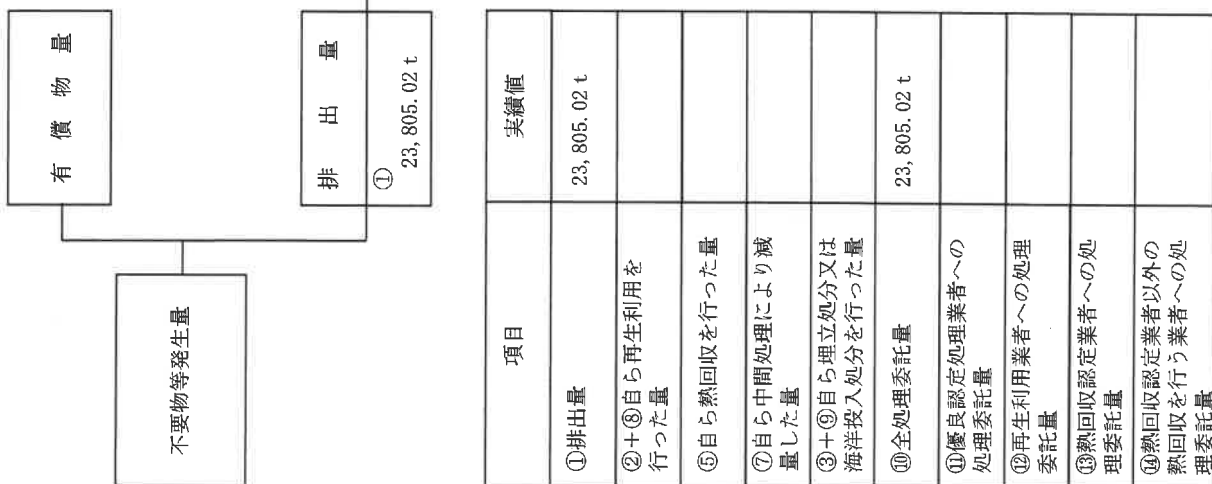 有償物量
排出量
①
23,805.02 t
不要物等発生量
項目
実績値
①排出量
23,805.02 t
②+⑧自ら再生利用を
行った量
⑤自ら熱回収を行った量
⑦自ら中間処理により減
量した量
③+⑨自ら埋立処分又は
海洋投入処分を行った量
⑩全処理委託量
23,805.02 t
⑪優良認定処理業者への
処理委託量
⑫再生利用業者への処理
委託量
⑬熱回収認定業者への処
理委託量
⑭熱回収認定業者以外の
熱回収を行う業者への処
理委託量